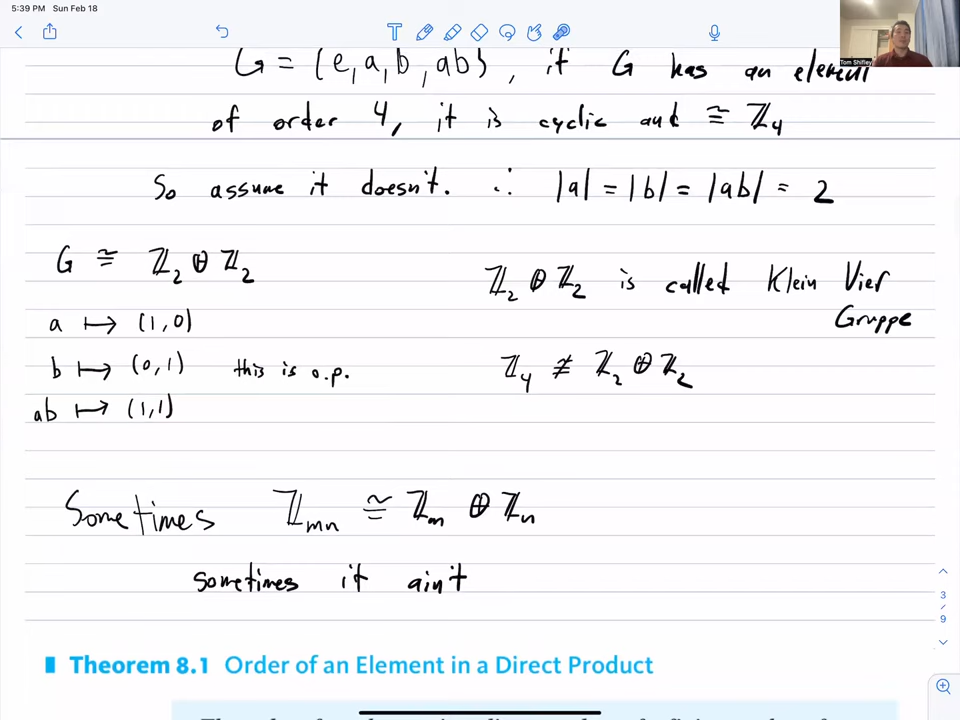 5:39 PM Sun Feb 18
Tom Shifley
G = {e, a, b, ab}, if G has an element
of order 4, it is cyclic and ≅ ℤ₄
So assume it doesn't. ∴ |a| = |b| = |ab| = 2
G ≅ ℤ₂ ⊕ ℤ₂
a ↦ (1,0)
b ↦ (0,1) this is o.p.
ab ↦ (1,1)
ℤ₂ ⊕ ℤ₂ is called Klein Vier
Gruppe
ℤ₄ ≇ ℤ₂ ⊕ ℤ₂
Sometimes ℤₘₙ ≅ ℤₘ ⊕ ℤₙ
sometimes it ain't
3
/
9
Theorem 8.1 Order of an Element in a Direct Product